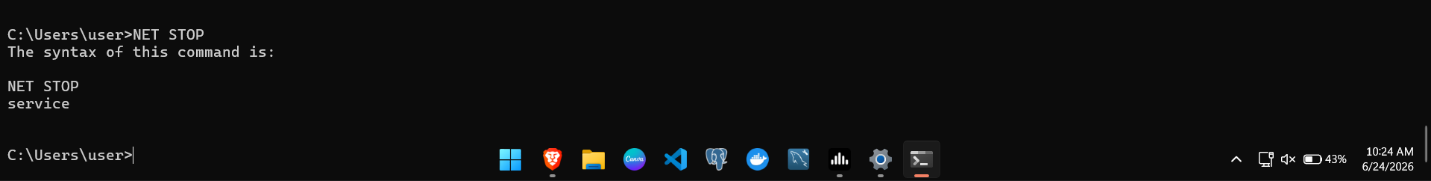 C:\Users\user>NET STOP
The syntax of this command is:
NET STOP
service
C:\Users\user>
Canva
43%
10:24 AM
6/24/2026